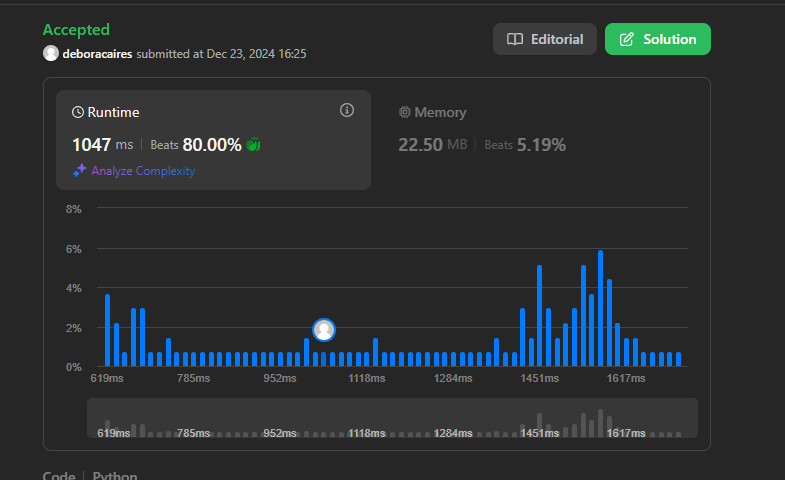 Accepted
deboracaires submitted at Dec 23, 2024 16:25
Editorial
Solution
Runtime
1047 ms | Beats 80.00%
Analyze Complexity
Memory
22.50 MB | Beats 5.19%
8%
6%
4%
2%
0%
619ms 785ms 952ms 1118ms 1284ms 1451ms 1617ms
619ms 785ms 952ms 1118ms 1284ms 1451ms 1617ms
Code | Python